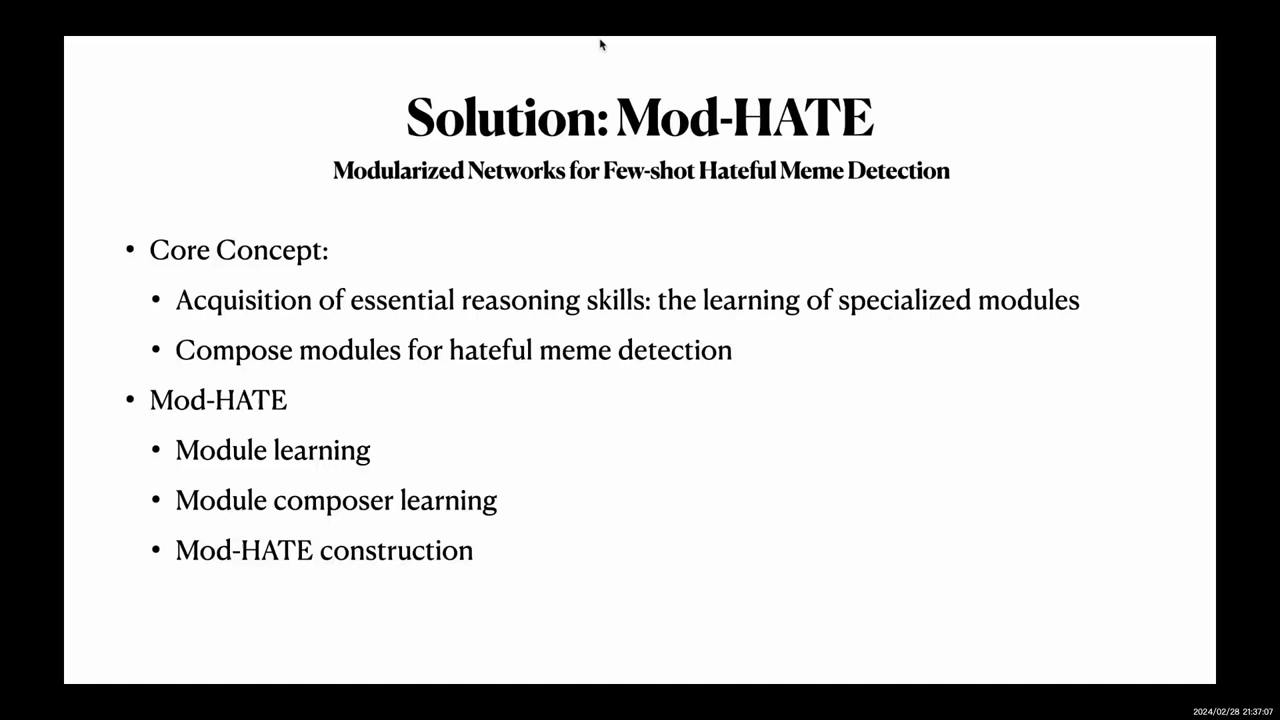 Solution: Mod-HATE
Modularized Networks for Few-shot Hateful Meme Detection
• Core Concept:
• Acquisition of essential reasoning skills: the learning of specialized modules
• Compose modules for hateful meme detection
• Mod-HATE
• Module learning
• Module composer learning
• Mod-HATE construction
2024/02/28 21:37:07